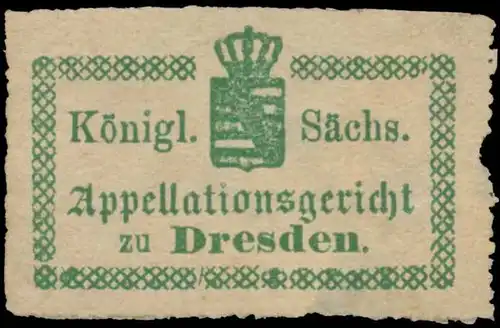 Königl. Sächs.
Appellationsgericht
zu Dresden.